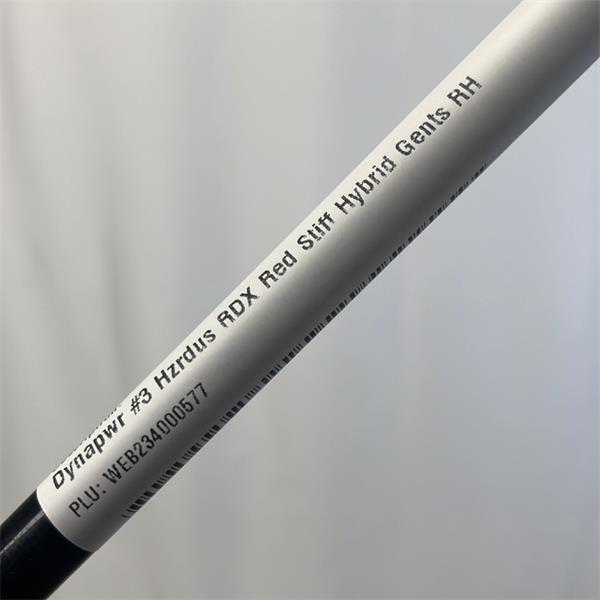 Dynapwr #3 Hzrdus RDX Red Stiff Hybrid Gents RH
PLU: WEB234000577